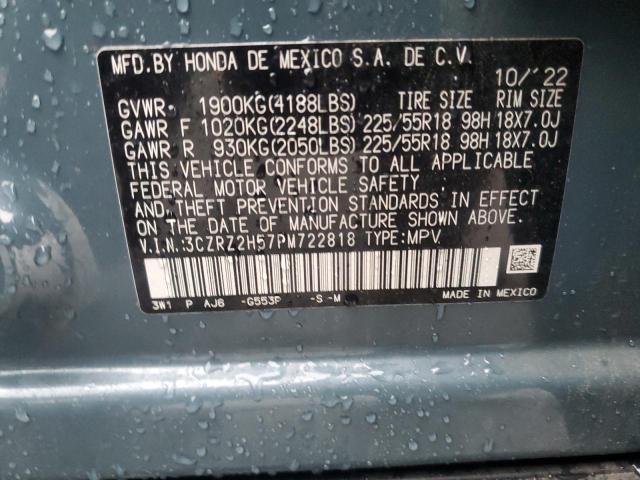 MFD.BY HONDA DE MEXICO S.A. DE C.V.
10/'22
GVWR 1900KG(4188LBS) TIRE SIZE RIM SIZE
GAWR F 1020KG(2248LBS) 225/55R18 98H 18X7.0J
GAWR R 930KG(2050LBS) 225/55R18 98H 18X7.0J
THIS VEHICLE CONFORMS TO ALL APPLICABLE
FEDERAL MOTOR VEHICLE SAFETY
AND THEFT PREVENTION STANDARDS IN EFFECT
ON THE DATE OF MANUFACTURE SHOWN ABOVE.
V.I.N.:3CZRZ2H57PM722818 TYPE:MPV
3W1 P AJ6 -G553P -S-M
MADE IN MEXICO